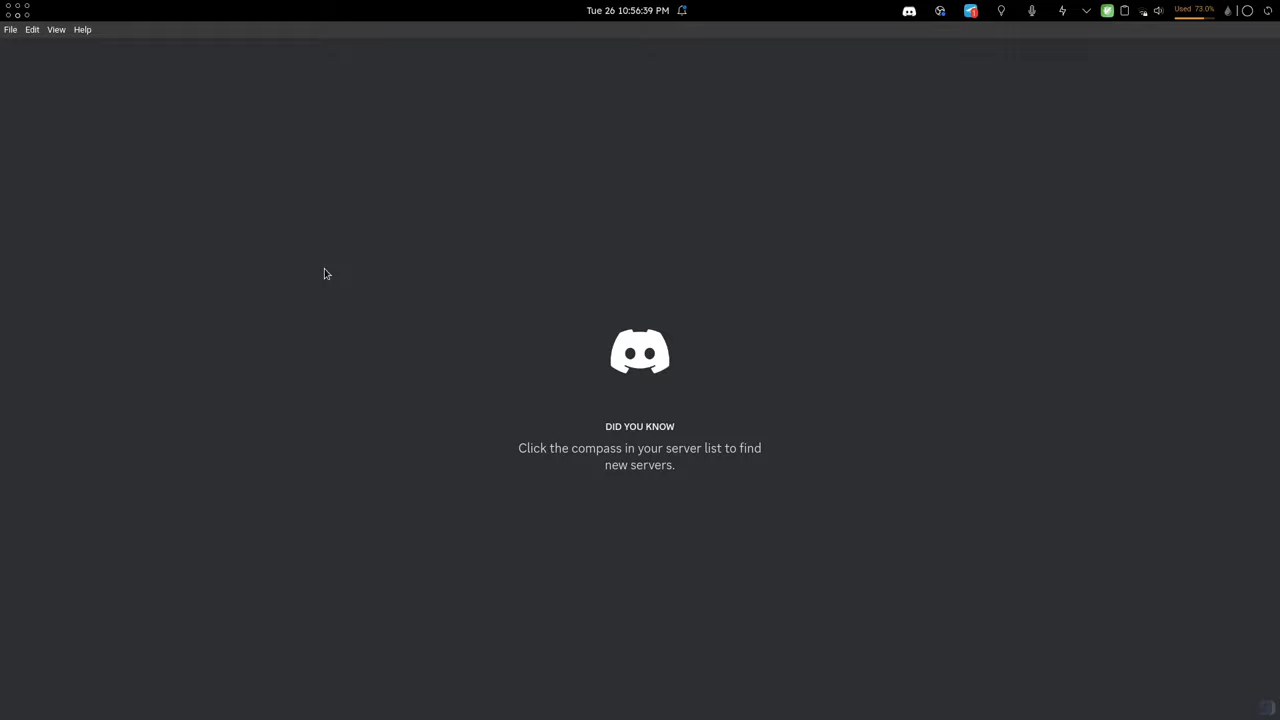 Tue 26 10:56:39 PM
Used 73.0%
File Edit View Help
DID YOU KNOW
Click the compass in your server list to find
new servers.